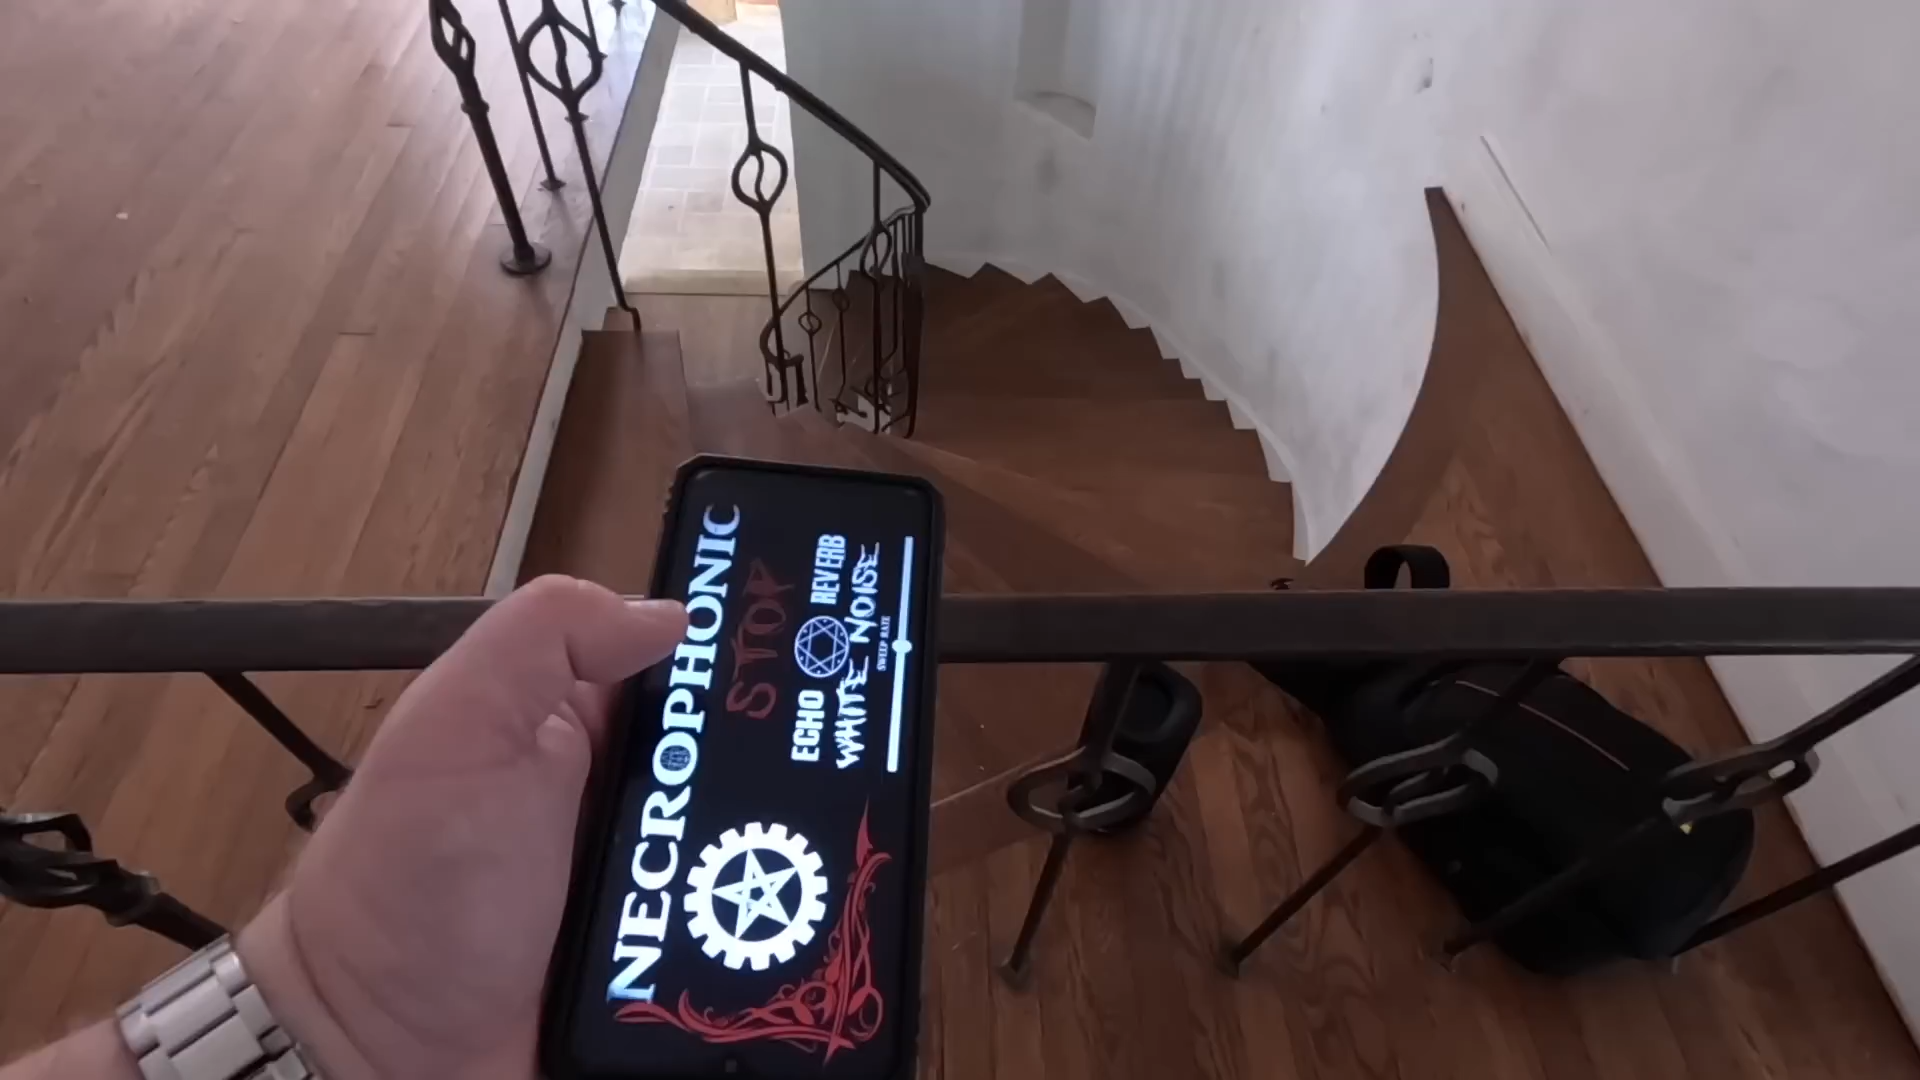 NECROPHONIC
STOP
ECHO REVERB
WHITE NOISE
SWEEP RATE